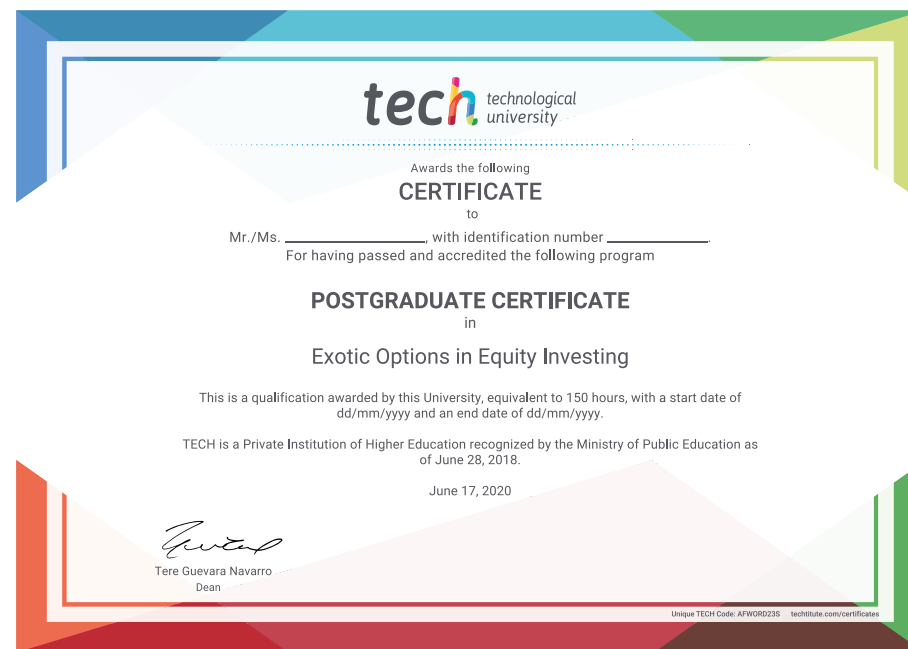 tech technological
university
Awards the following
CERTIFICATE
to
Mr./Ms. ____________________, with identification number _______________.
For having passed and accredited the following program
POSTGRADUATE CERTIFICATE
in
Exotic Options in Equity Investing
This is a qualification awarded by this University, equivalent to 150 hours, with a start date of
dd/mm/yyyy and an end date of dd/mm/yyyy.
TECH is a Private Institution of Higher Education recognized by the Ministry of Public Education as
of June 28, 2018.
June 17, 2020
Tere Guevara Navarro
Dean
Unique TECH Code: AFWORD23S techtitute.com/certificates